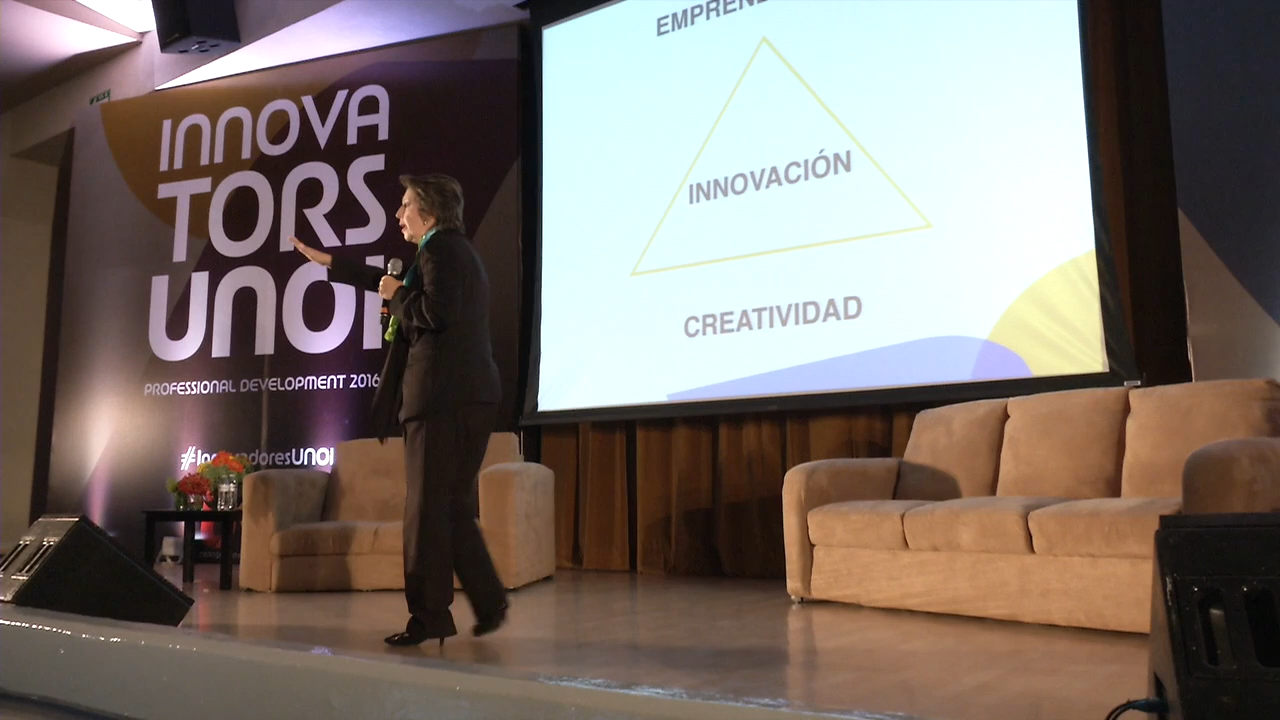 INNOVA
TORS
UNOI
PROFESSIONAL DEVELOPMENT 2016
INNOVACIÓN
CREATIVIDAD